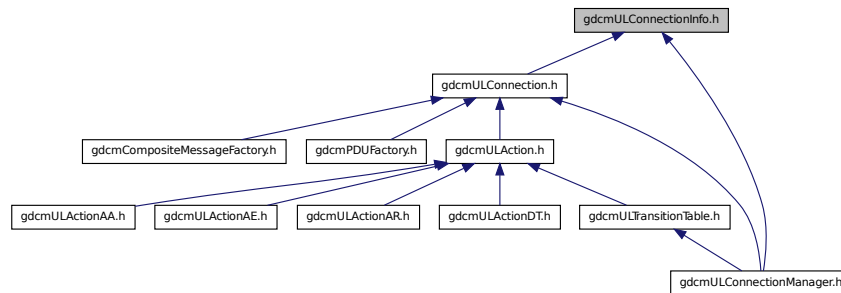 gdcmULConnectionInfo.h
gdcmULConnection.h
gdcmCompositeMessageFactory.h
gdcmPDUFactory.h
gdcmULAction.h
gdcmULActionAA.h
gdcmULActionAE.h
gdcmULActionAR.h
gdcmULActionDT.h
gdcmULTransitionTable.h
gdcmULConnectionManager.h